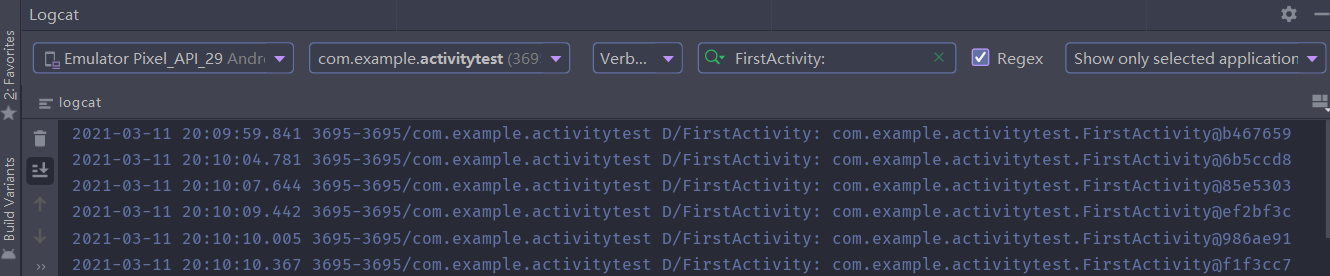 Logcat
Emulator Pixel_API_29 Andr
com.example.activitytest (369
Verb...
FirstActivity:
Regex
Show only selected application
2: Favorites
logcat
2021-03-11 20:09:59.841 3695-3695/com.example.activitytest D/FirstActivity: com.example.activitytest.FirstActivity@b467659
2021-03-11 20:10:04.781 3695-3695/com.example.activitytest D/FirstActivity: com.example.activitytest.FirstActivity@6b5ccd8
2021-03-11 20:10:07.644 3695-3695/com.example.activitytest D/FirstActivity: com.example.activitytest.FirstActivity@85e5303
2021-03-11 20:10:09.442 3695-3695/com.example.activitytest D/FirstActivity: com.example.activitytest.FirstActivity@ef2bf3c
2021-03-11 20:10:10.005 3695-3695/com.example.activitytest D/FirstActivity: com.example.activitytest.FirstActivity@986ae91
2021-03-11 20:10:10.367 3695-3695/com.example.activitytest D/FirstActivity: com.example.activitytest.FirstActivity@f1f3cc7
Build Variants